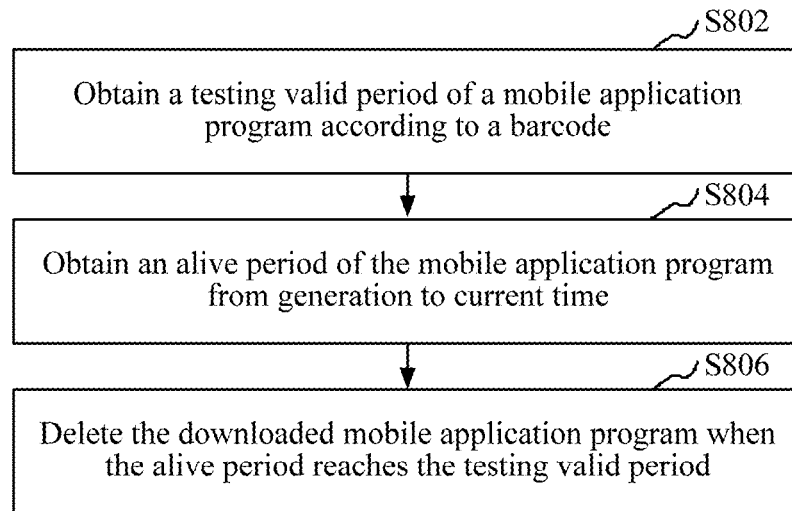 S802
Obtain a testing valid period of a mobile application
program according to a barcode
S804
Obtain an alive period of the mobile application program
from generation to current time
S806
Delete the downloaded mobile application program when
the alive period reaches the testing valid period